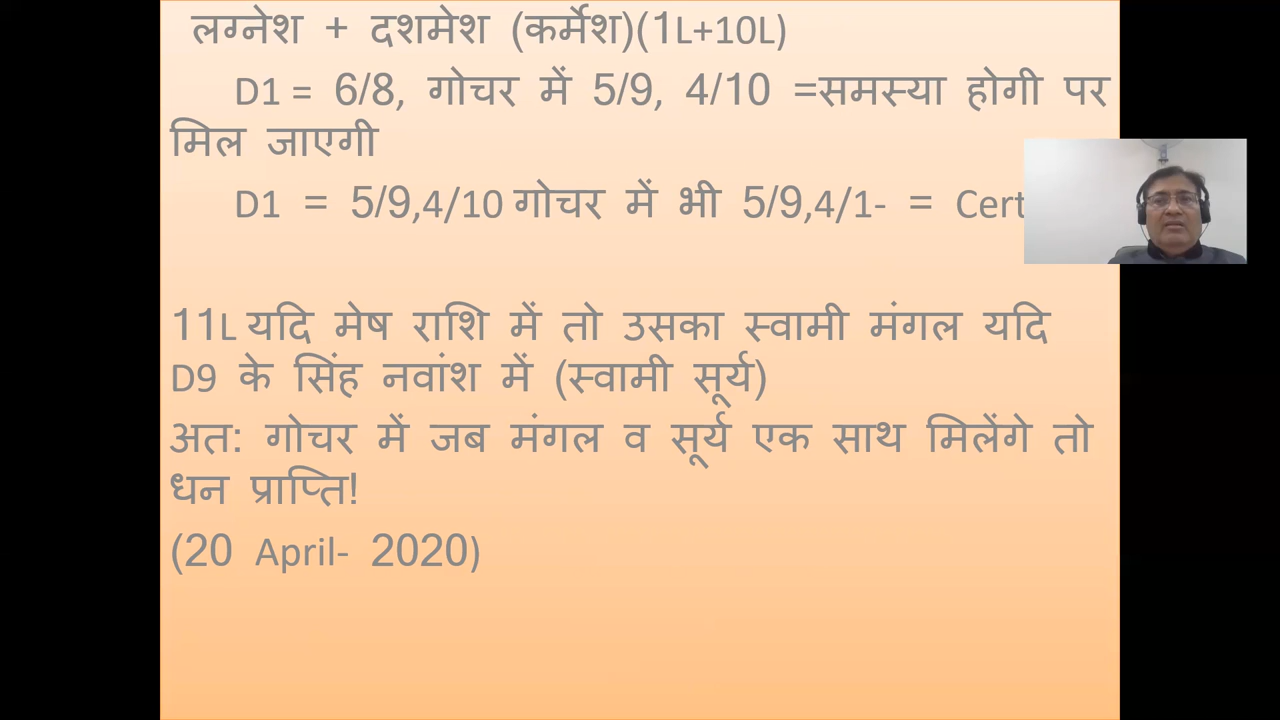 लग्नेश + दशमेश (कर्मेश)(1L+10L)
D1 = 6/8, गोचर में 5/9, 4/10 =समस्या होगी पर
मिल जाएगी
D1 = 5/9,4/10 गोचर में भी 5/9,4/1- = Cert
11L यदि मेष राशि में तो उसका स्वामी मंगल यदि
D9 के सिंह नवांश में (स्वामी सूर्य)
अत: गोचर में जब मंगल व सूर्य एक साथ मिलेंगे तो
धन प्राप्ति!
(20 April- 2020)